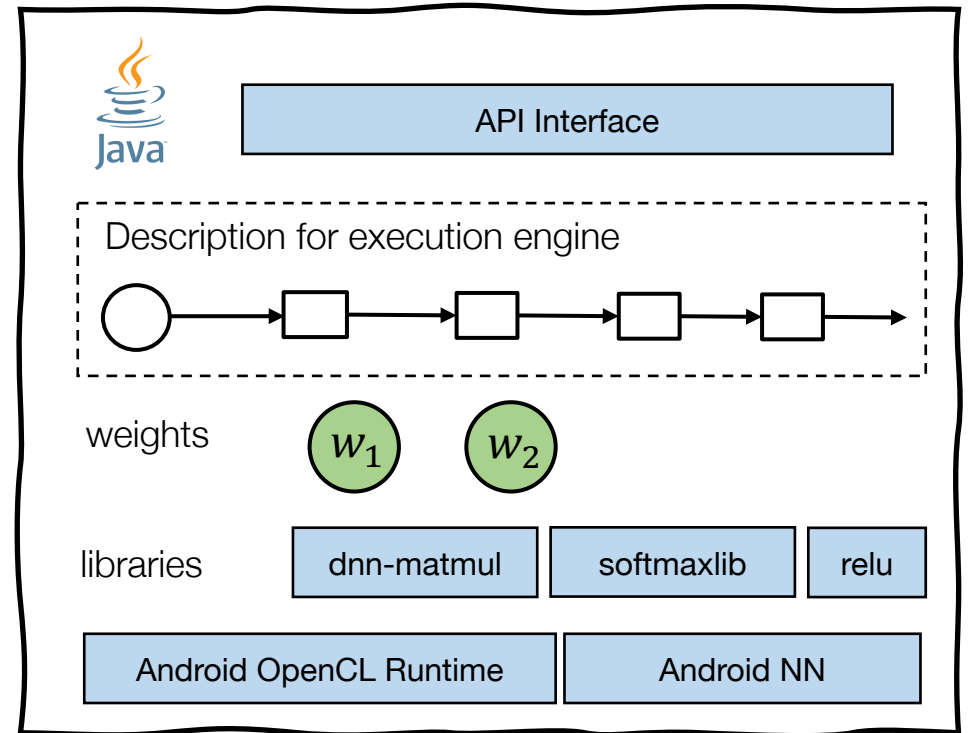 Java
API Interface
Description for execution engine
weights
w₁
w₂
libraries
dnn-matmul
softmaxlib
relu
Android OpenCL Runtime
Android NN